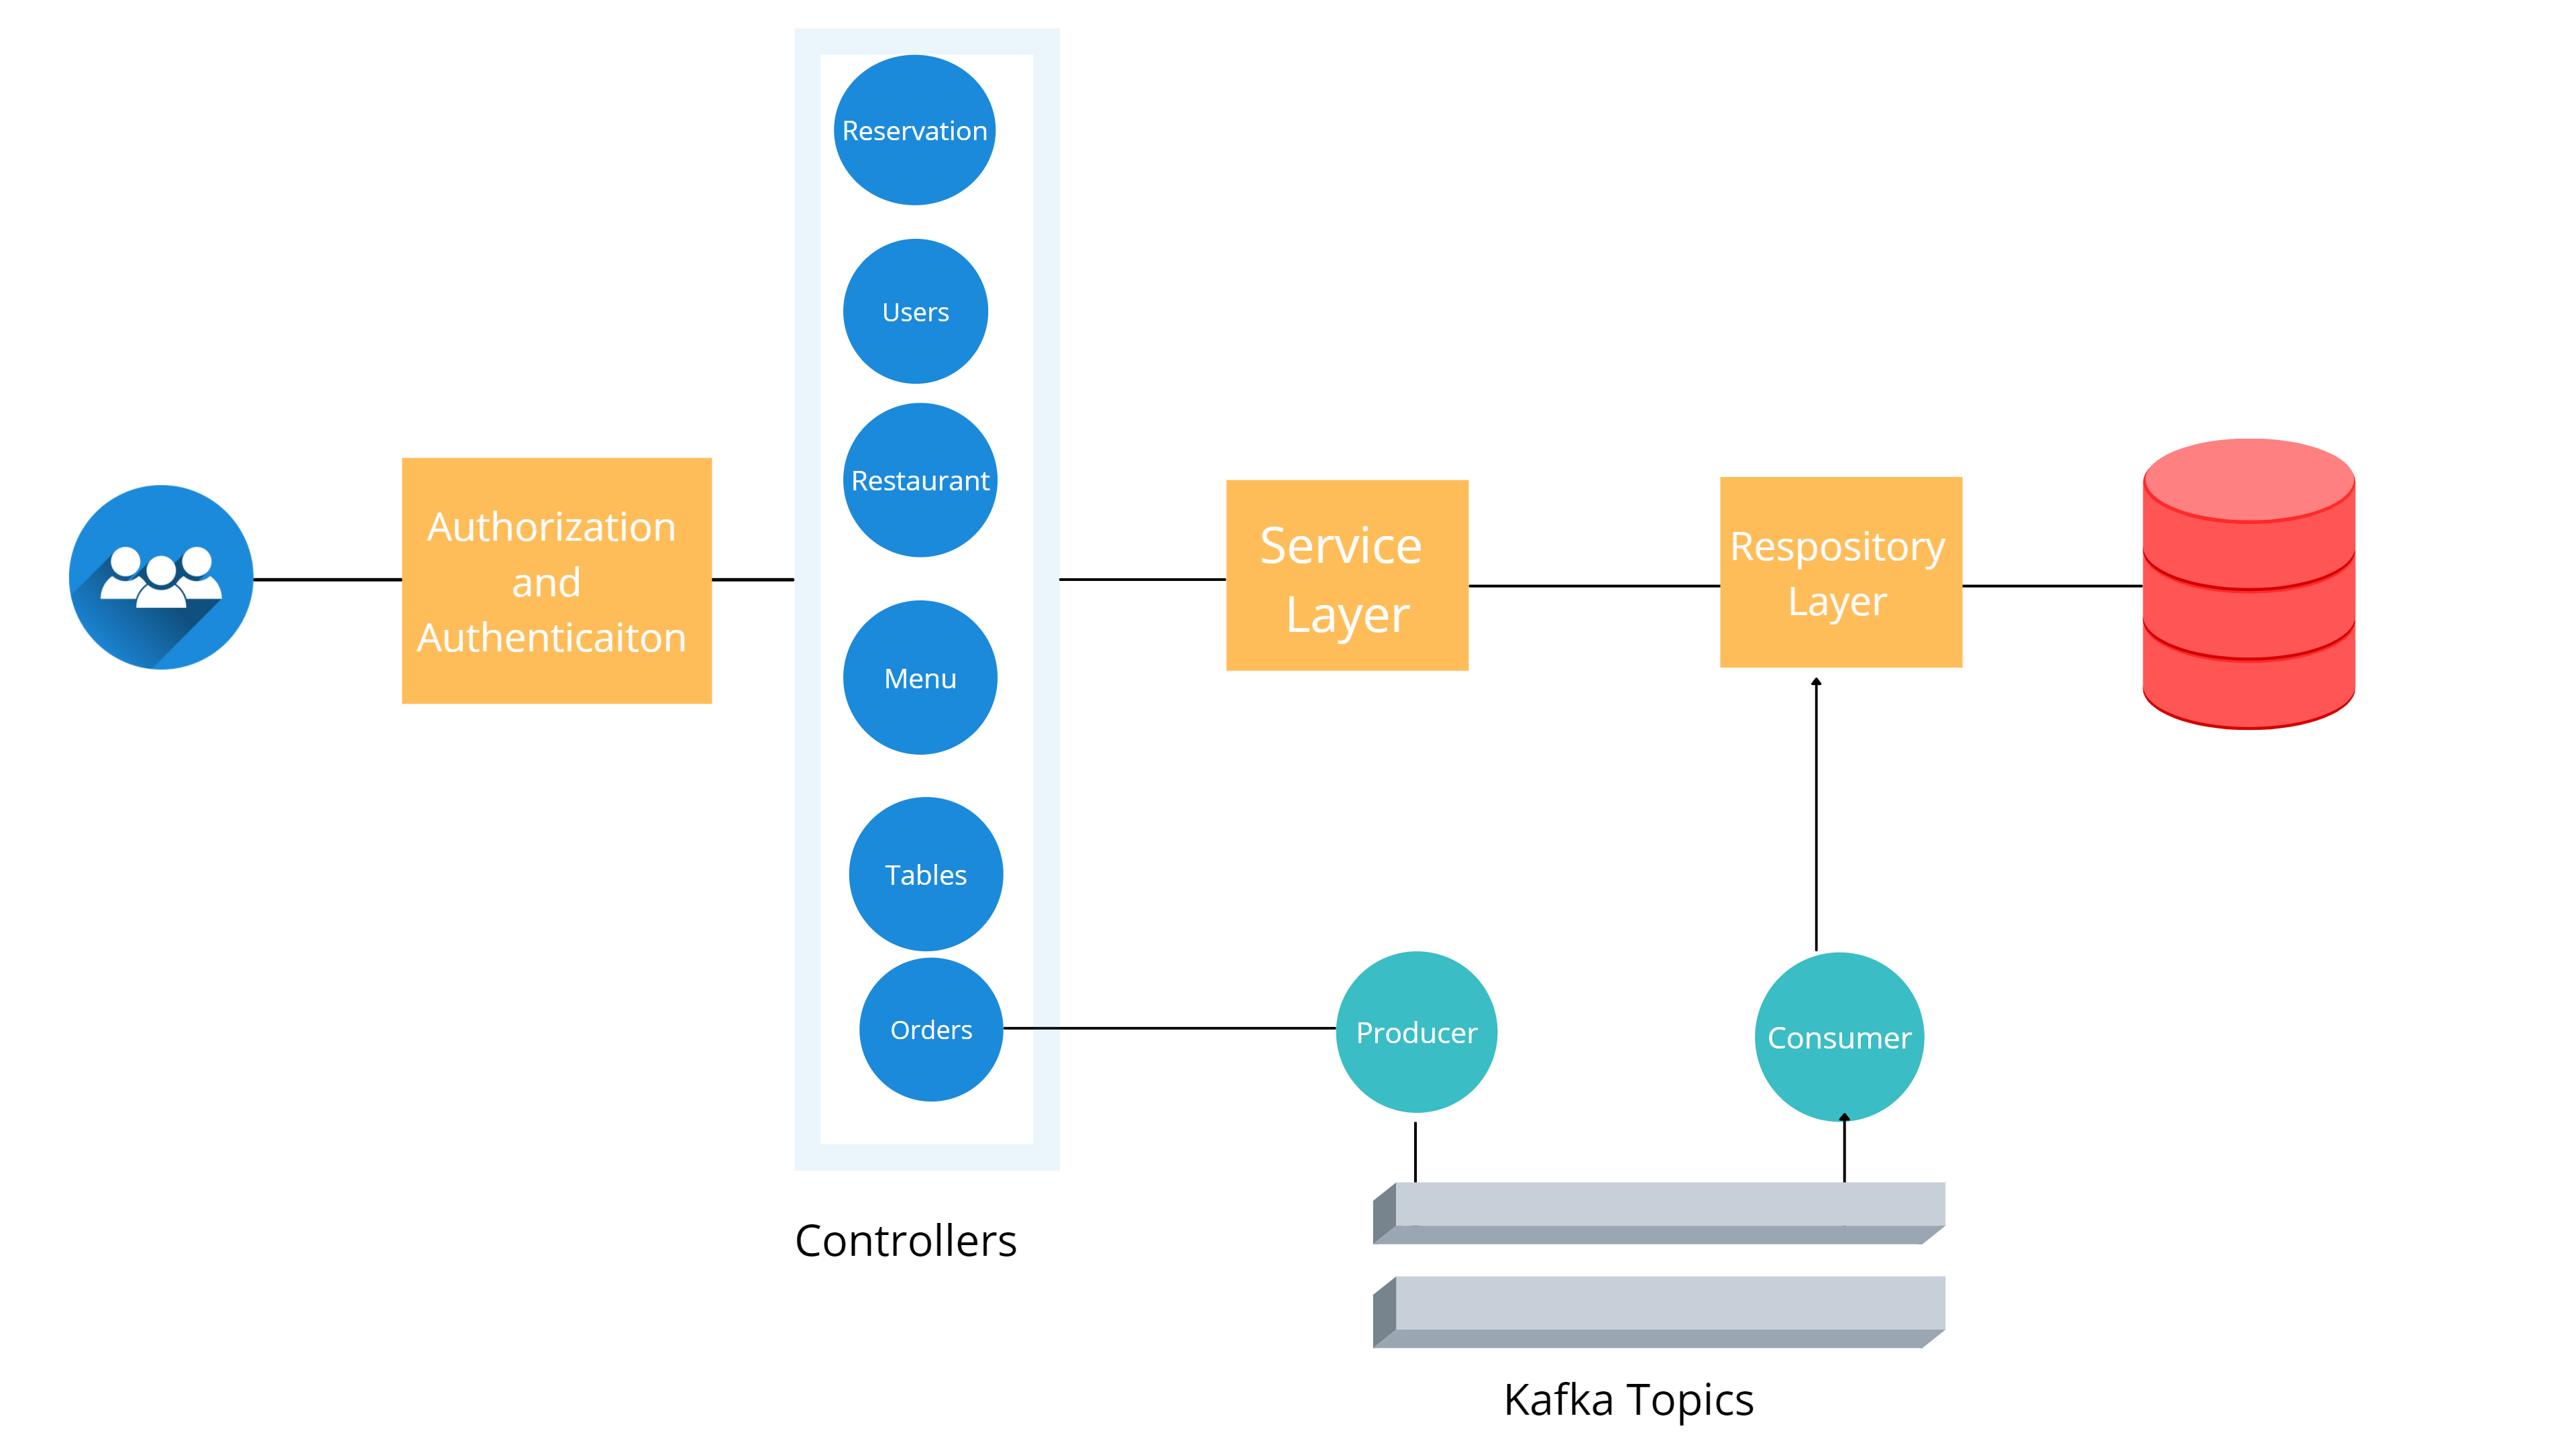 Reservation
Users
Restaurant
Menu
Tables
Orders
Controllers
Authorization
and
Authenticaiton
Service
Layer
Respository
Layer
Producer
Consumer
Kafka Topics